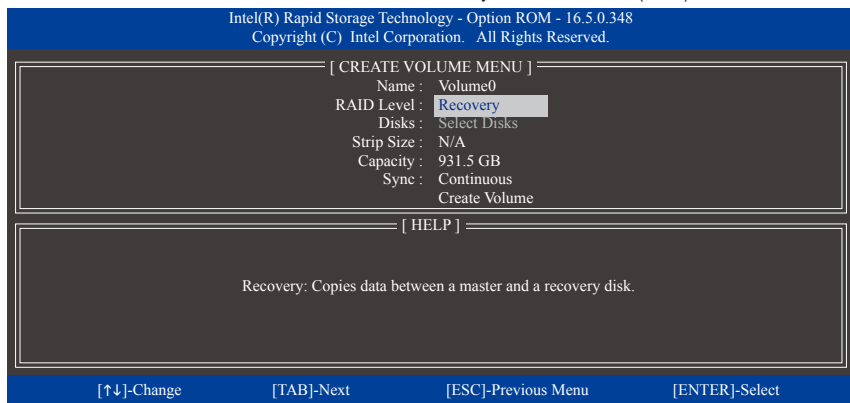 Intel(R) Rapid Storage Technology - Option ROM - 16.5.0.348
Copyright (C) Intel Corporation. All Rights Reserved.
[ CREATE VOLUME MENU ]
Name : Volume0
RAID Level : Recovery
Disks : Select Disks
Strip Size : N/A
Capacity : 931.5 GB
Sync : Continuous
Create Volume
[ HELP ]
Recovery: Copies data between a master and a recovery disk.
[↑↓]-Change [TAB]-Next [ESC]-Previous Menu [ENTER]-Select